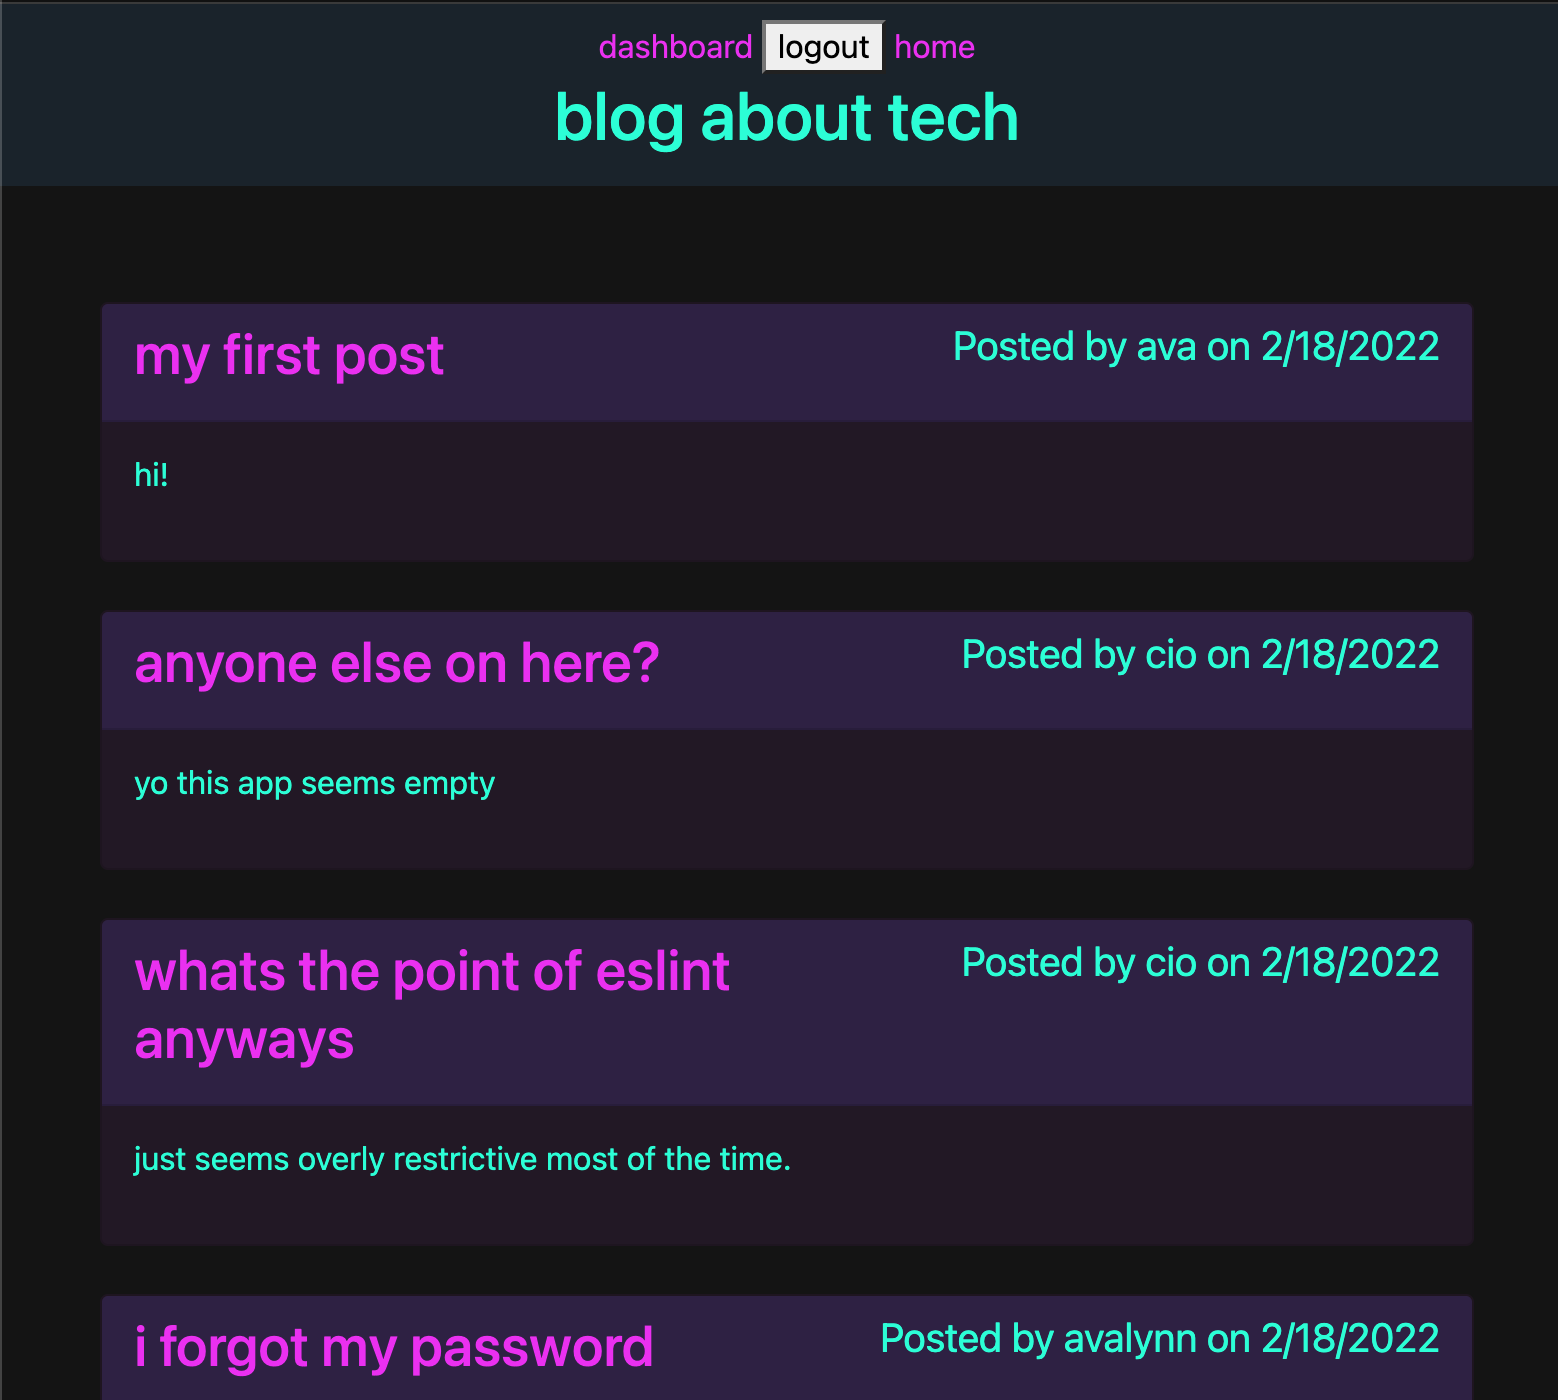 dashboard logout home
blog about tech
my first post Posted by ava on 2/18/2022
hi!
anyone else on here? Posted by cio on 2/18/2022
yo this app seems empty
whats the point of eslint Posted by cio on 2/18/2022
anyways
just seems overly restrictive most of the time.
i forgot my password Posted by avalynn on 2/18/2022